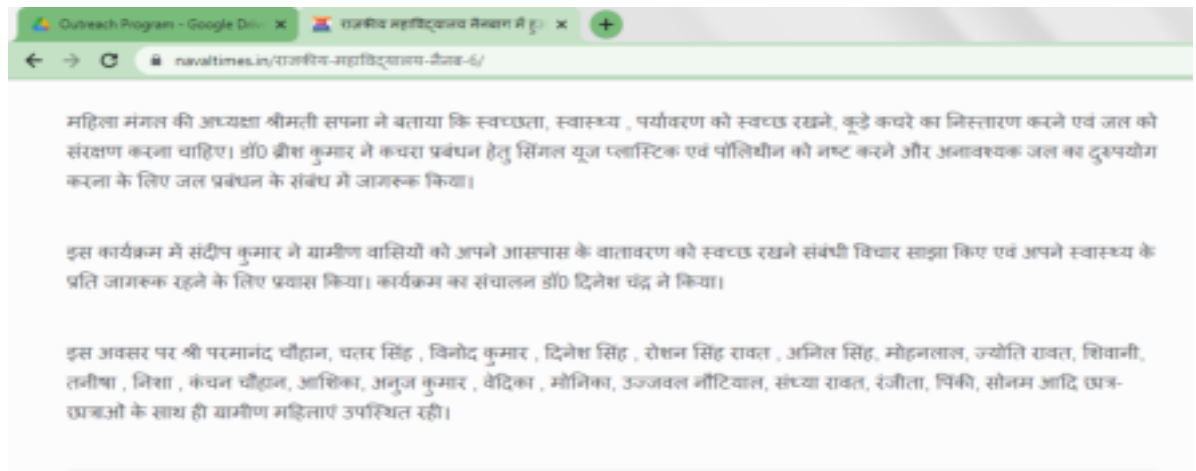 Outreach Program - Google Driv
राजकीय महाविद्यालय नैनबाग में हु
navaltimes.in/राजकीय-महाविद्यालय-नैनब-6/
महिला मंगल की अध्यक्षा श्रीमती सपना ने बताया कि स्वच्छता, स्वास्थ्य , पर्यावरण को स्वच्छ रखने, कूड़े कचरे का निस्तारण करने एवं जल को
संरक्षण करना चाहिए। डॉ0 ब्रीश कुमार ने कचरा प्रबंधन हेतु सिंगल यूज प्लास्टिक एवं पॉलिथीन को नष्ट करने और अनावश्यक जल का दुरुपयोग
करना के लिए जल प्रबंधन के संबंध में जागरूक किया।
इस कार्यक्रम में संदीप कुमार ने ग्रामीण वासियों को अपने आसपास के वातावरण को स्वच्छ रखने संबंधी विचार साझा किए एवं अपने स्वास्थ्य के
प्रति जागरूक रहने के लिए प्रयास किया। कार्यक्रम का संचालन डॉ0 दिनेश चंद्र ने किया।
इस अवसर पर श्री परमानंद चौहान, चतर सिंह , विनोद कुमार , दिनेश सिंह , रोशन सिंह रावत , अनिल सिंह, मोहनलाल, ज्योति रावत, शिवानी,
तनीषा , निशा , कंचन चौहान, आशिका, अनुज कुमार , वेदिका , मोनिका, उज्जवल नौटियाल, संध्या रावत, रंजीता, पिंकी, सोनम आदि छात्र-
छात्राओं के साथ ही ग्रामीण महिलाएं उपस्थित रही।